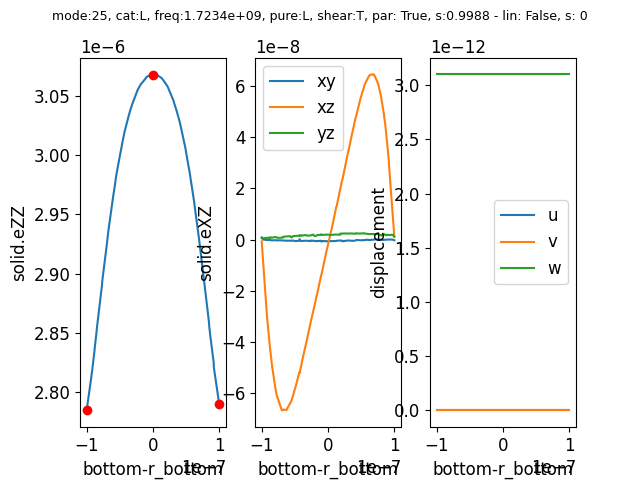 mode:25, cat:L, freq:1.7234e+09, pure:L, shear:T, par: True, s:0.9988 - lin: False, s: 0
1e−6
3.05
3.00
2.95
2.90
2.85
2.80
solid.eZZ
−1
0
1
1e−7
bottom-r_bottom
1e−8
6
4
2
0
−2
−4
−6
solid.eXZ
xy
xz
yz
−1
0
1
1e−7
bottom-r_bottom
1e−12
3.0
2.5
2.0
1.5
1.0
0.5
0.0
displacement
u
v
w
−1
0
1
1e−7
bottom-r_bottom